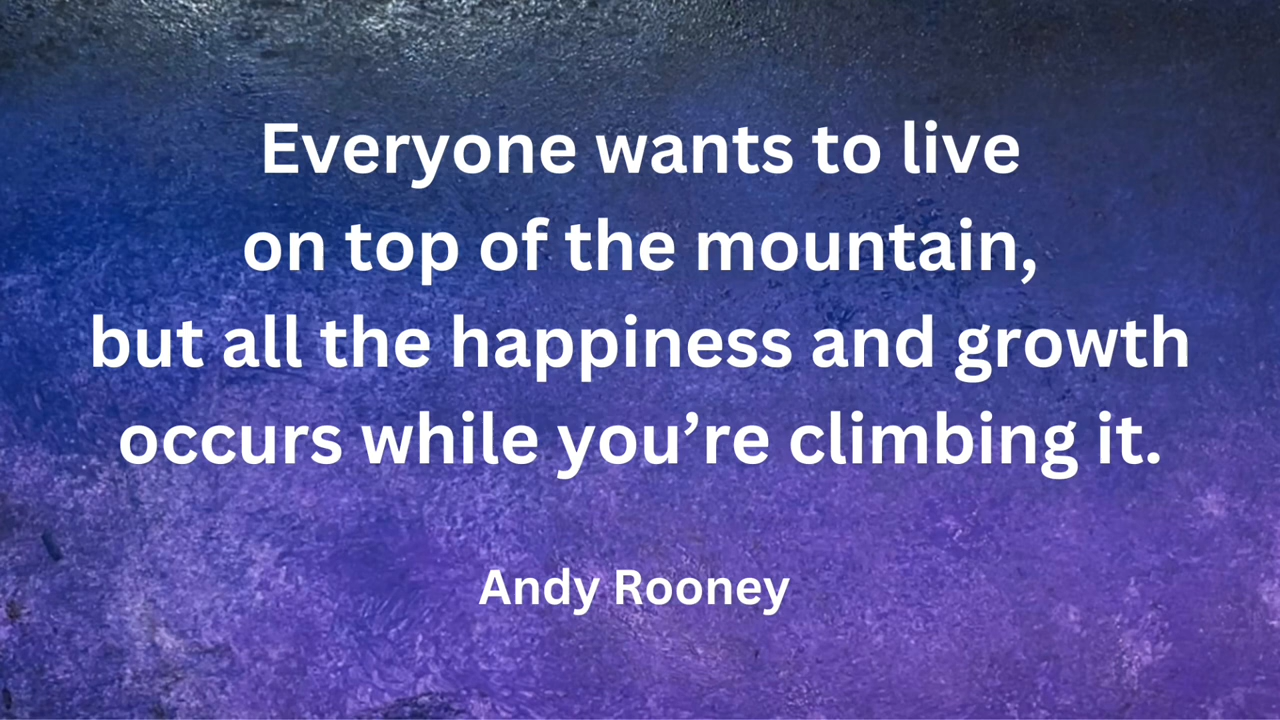 Everyone wants to live
on top of the mountain,
but all the happiness and growth
occurs while you’re climbing it.
Andy Rooney